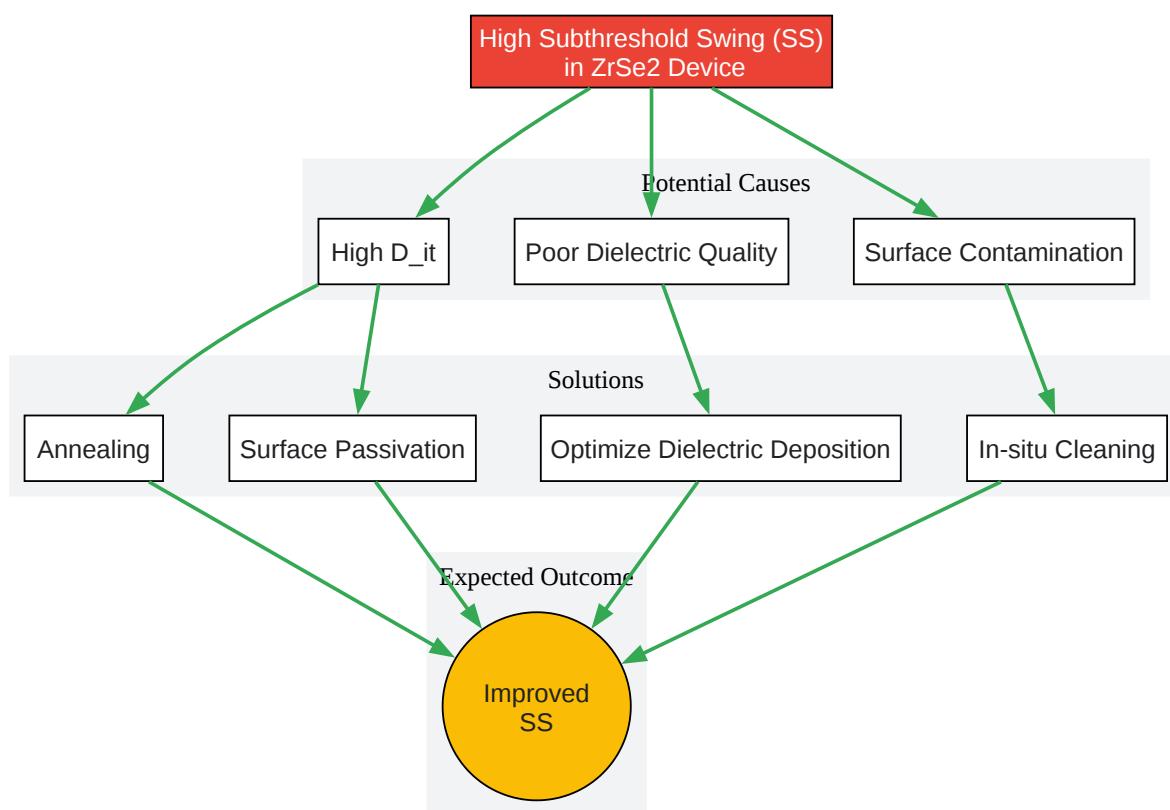 High Subthreshold Swing (SS)
in ZrSe2 Device
Potential Causes
High D_it
Poor Dielectric Quality
Surface Contamination
Solutions
Annealing
Surface Passivation
Optimize Dielectric Deposition
In-situ Cleaning
Expected Outcome
Improved
SS